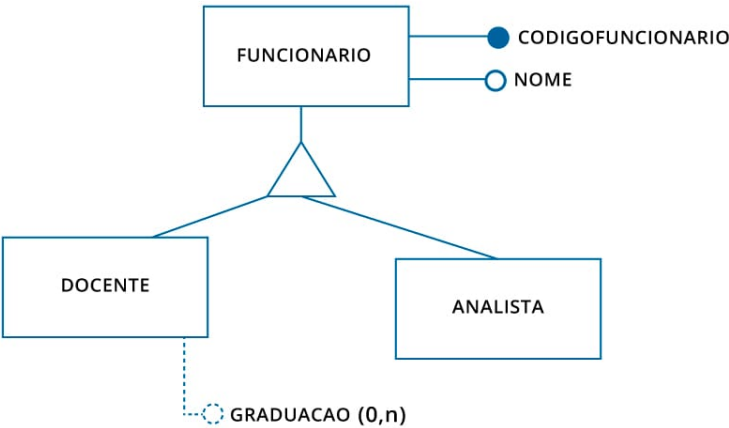 FUNCIONARIO
CODIGOFUNCIONARIO
NOME
DOCENTE
ANALISTA
GRADUACAO (0,n)